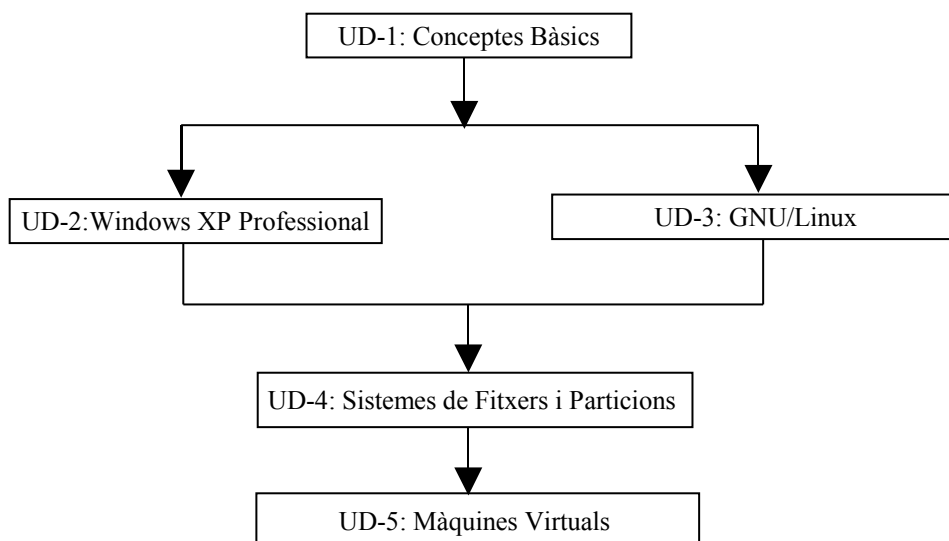 UD-1: Conceptes Bàsics
UD-2:Windows XP Professional
UD-3: GNU/Linux
UD-4: Sistemes de Fitxers i Particions
UD-5: Màquines Virtuals